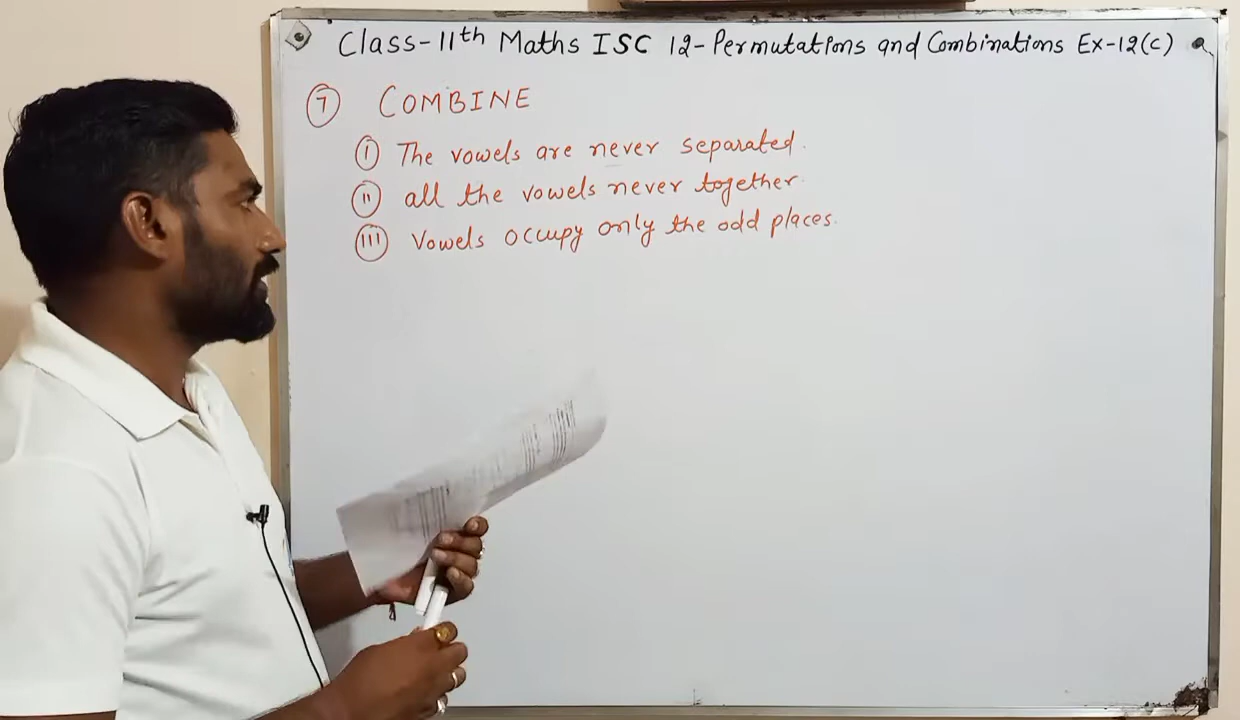 Class-11th Maths ISC 12-Permutations and Combinations Ex-12(c)
7 COMBINE
I The vowels are never separated.
II all the vowels never together.
III Vowels occupy only the odd places.